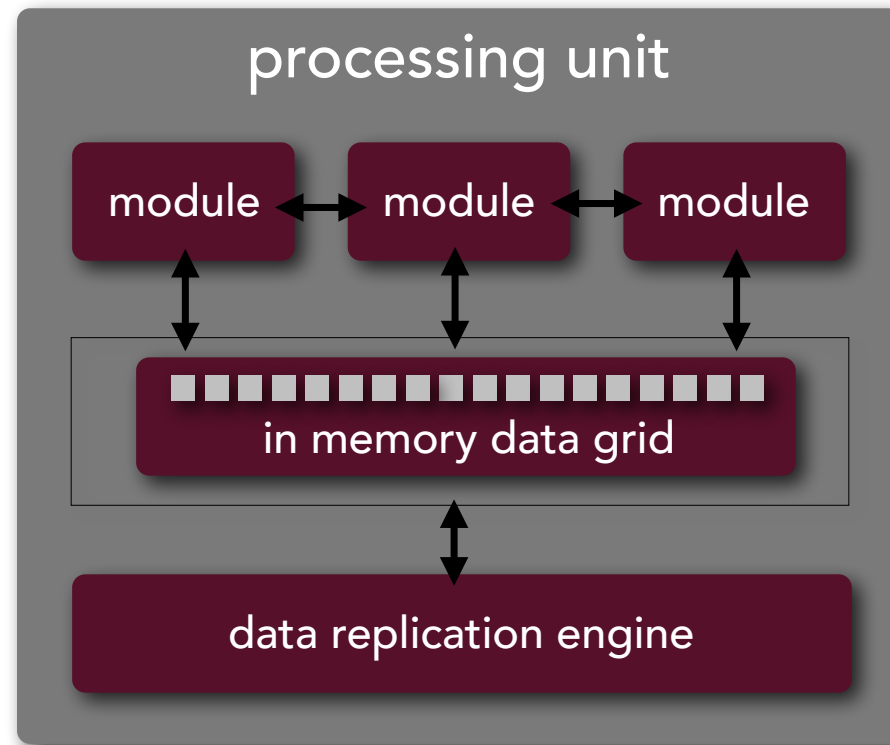 processing unit
module
module
module
in memory data grid
data replication engine